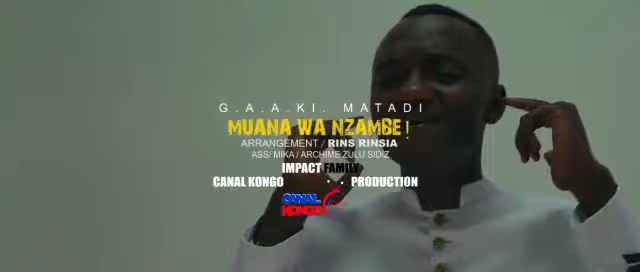 G.A.A.KI. MATADI
MUANA WA NZAMBE!
ARRANGEMENT / RINS RINSIA
ASS/ MIKA / ARCHIME ZULU SIDIZ
IMPACT FAMILY
CANAL KONGO PRODUCTION
CANAL
KONGO